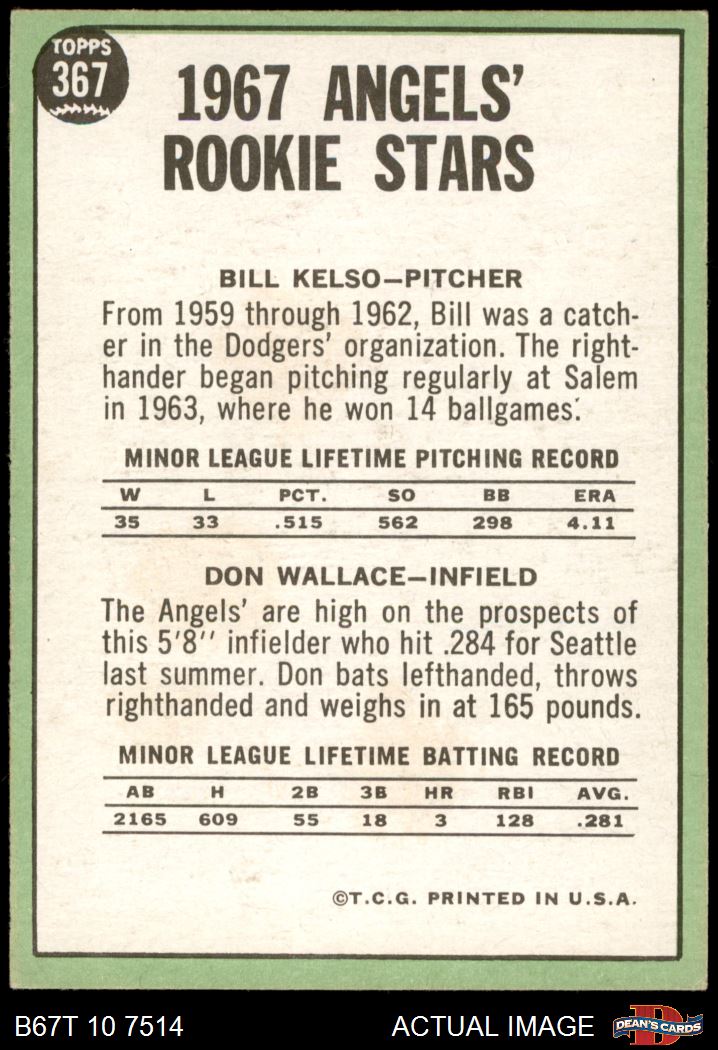 TOPPS
367
1967 ANGELS'
ROOKIE STARS
BILL KELSO—PITCHER
From 1959 through 1962, Bill was a catch-
er in the Dodgers' organization. The right-
hander began pitching regularly at Salem
in 1963, where he won 14 ballgames.
MINOR LEAGUE LIFETIME PITCHING RECORD
W L PCT. SO BB ERA
35 33 .515 562 298 4.11
DON WALLACE—INFIELD
The Angels' are high on the prospects of
this 5'8'' infielder who hit .284 for Seattle
last summer. Don bats lefthanded, throws
righthanded and weighs in at 165 pounds.
MINOR LEAGUE LIFETIME BATTING RECORD
AB H 2B 3B HR RBI AVG.
2165 609 55 18 3 128 .281
©T.C.G. PRINTED IN U.S.A.
B67T 10 7514 ACTUAL IMAGE D DEAN'S CARDS